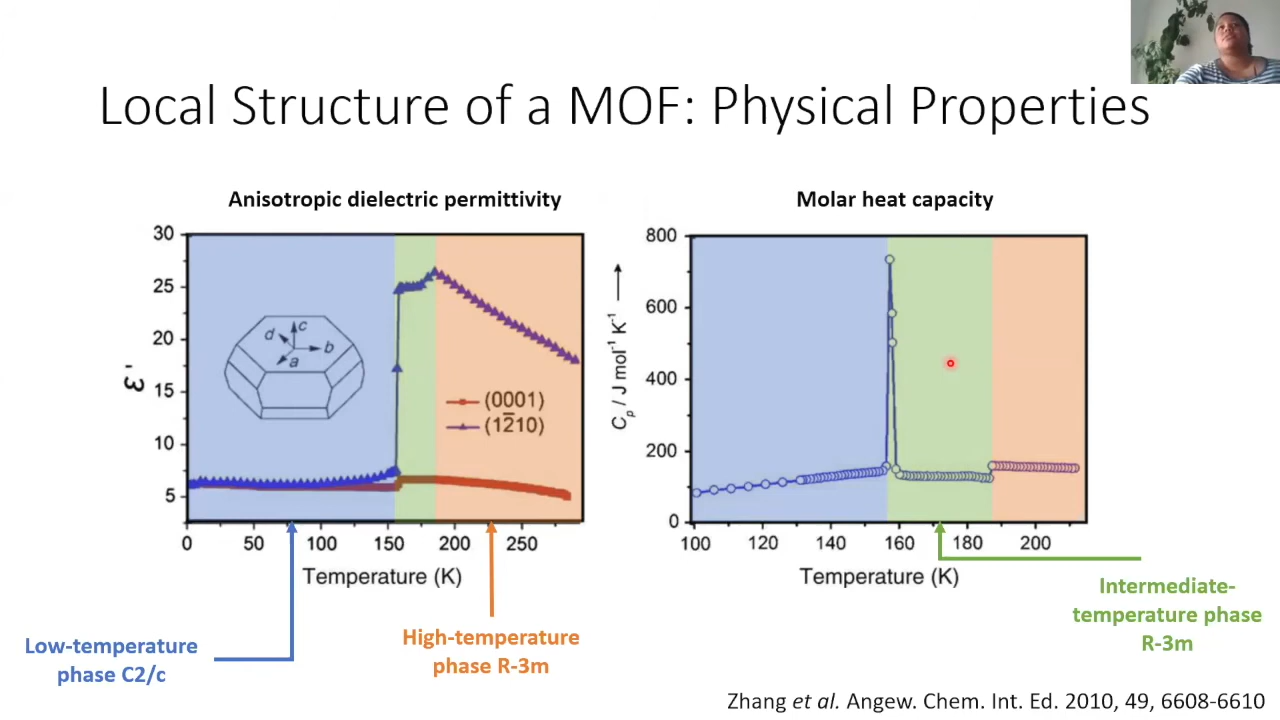 Local Structure of a MOF: Physical Properties
Anisotropic dielectric permittivity
30
25
20
15
10
5
ε'
c
d
b
a
(0001)
(12̅10)
0 50 100 150 200 250
Temperature (K)
Molar heat capacity
800
600
400
200
0
Cp / J mol⁻¹ K⁻¹ →
100 120 140 160 180 200
Temperature (K)
Low-temperature
phase C2/c
High-temperature
phase R-3m
Intermediate-
temperature phase
R-3m
Zhang et al. Angew. Chem. Int. Ed. 2010, 49, 6608-6610